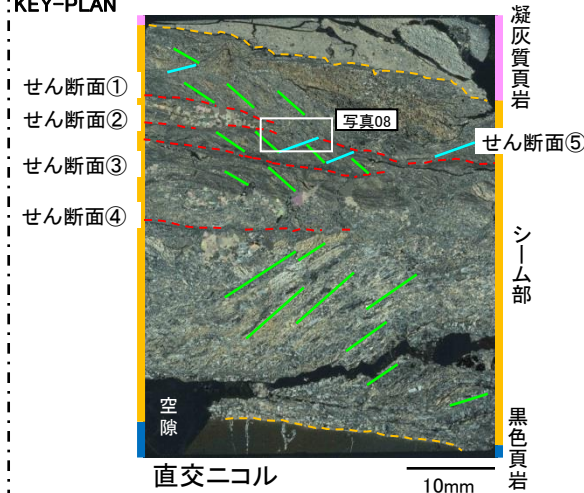 KEY-PLAN
凝灰質頁岩
せん断面①
せん断面②
写真08
せん断面⑤
せん断面③
せん断面④
シーム部
空隙
黒色頁岩
直交ニコル
10mm